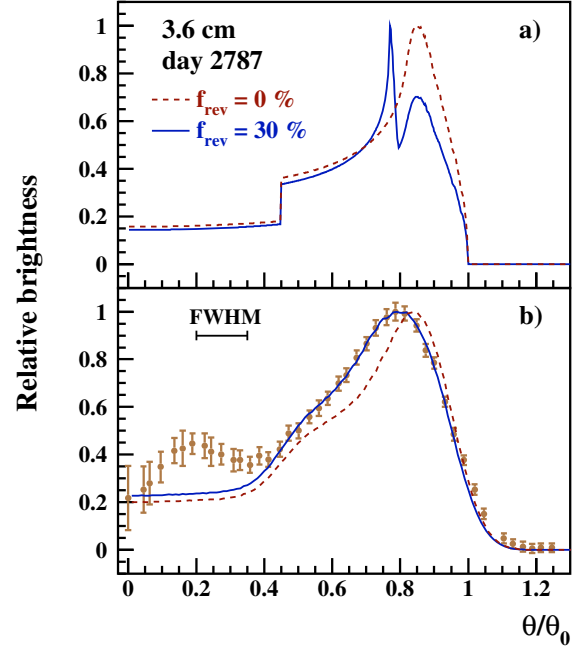 3.6 cm
day 2787
a)
f_rev = 0 %
f_rev = 30 %
1
0.8
0.6
0.4
0.2
0
Relative brightness
FWHM
b)
1
0.8
0.6
0.4
0.2
0
0 0.2 0.4 0.6 0.8 1 1.2
θ/θ₀